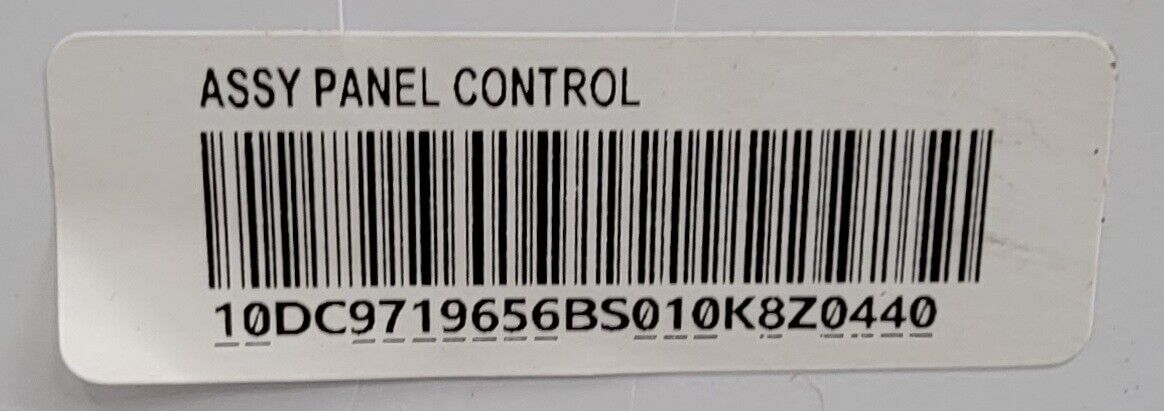 ASSY PANEL CONTROL
10DC9719656BS010K8Z0440